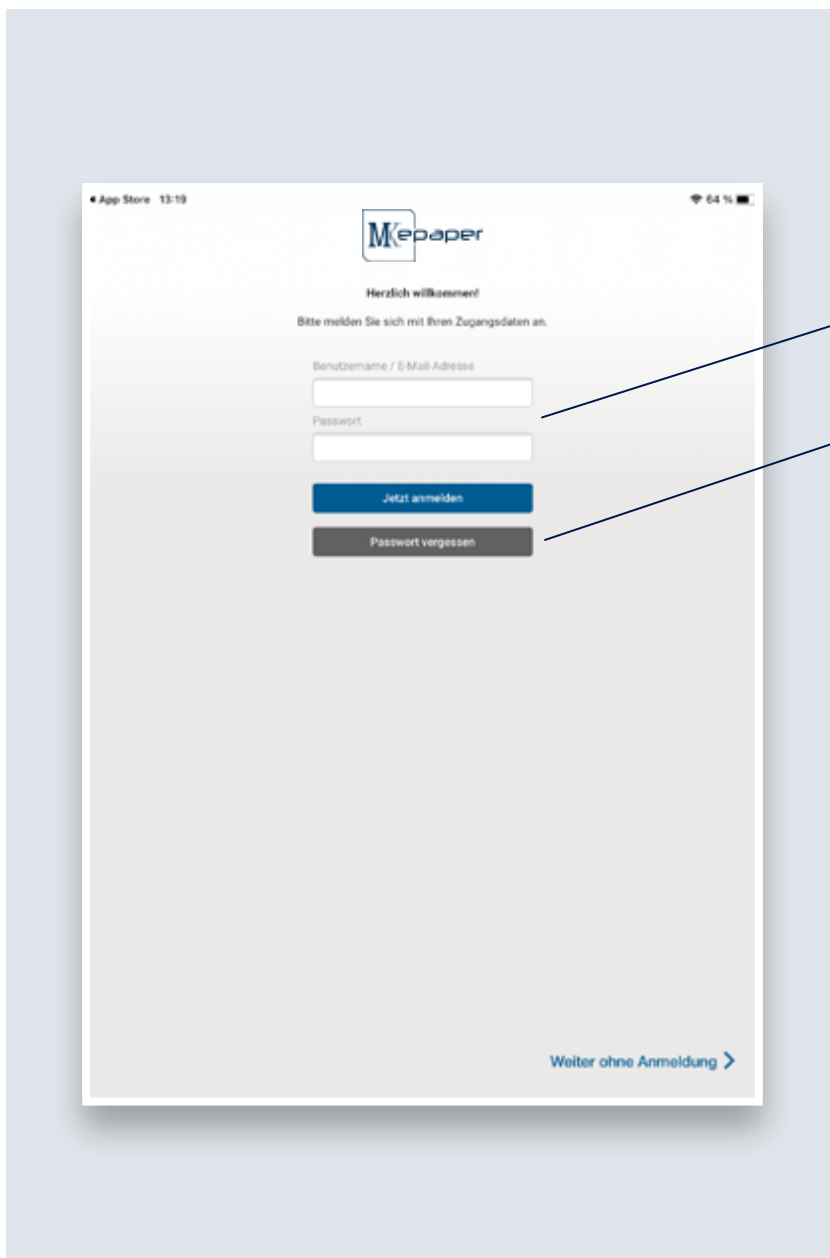 App Store 13:19 64 %
MKepaper
Herzlich willkommen!
Bitte melden Sie sich mit Ihren Zugangsdaten an.
Benutzername / E-Mail-Adresse
Passwort
Jetzt anmelden
Passwort vergessen
Weiter ohne Anmeldung